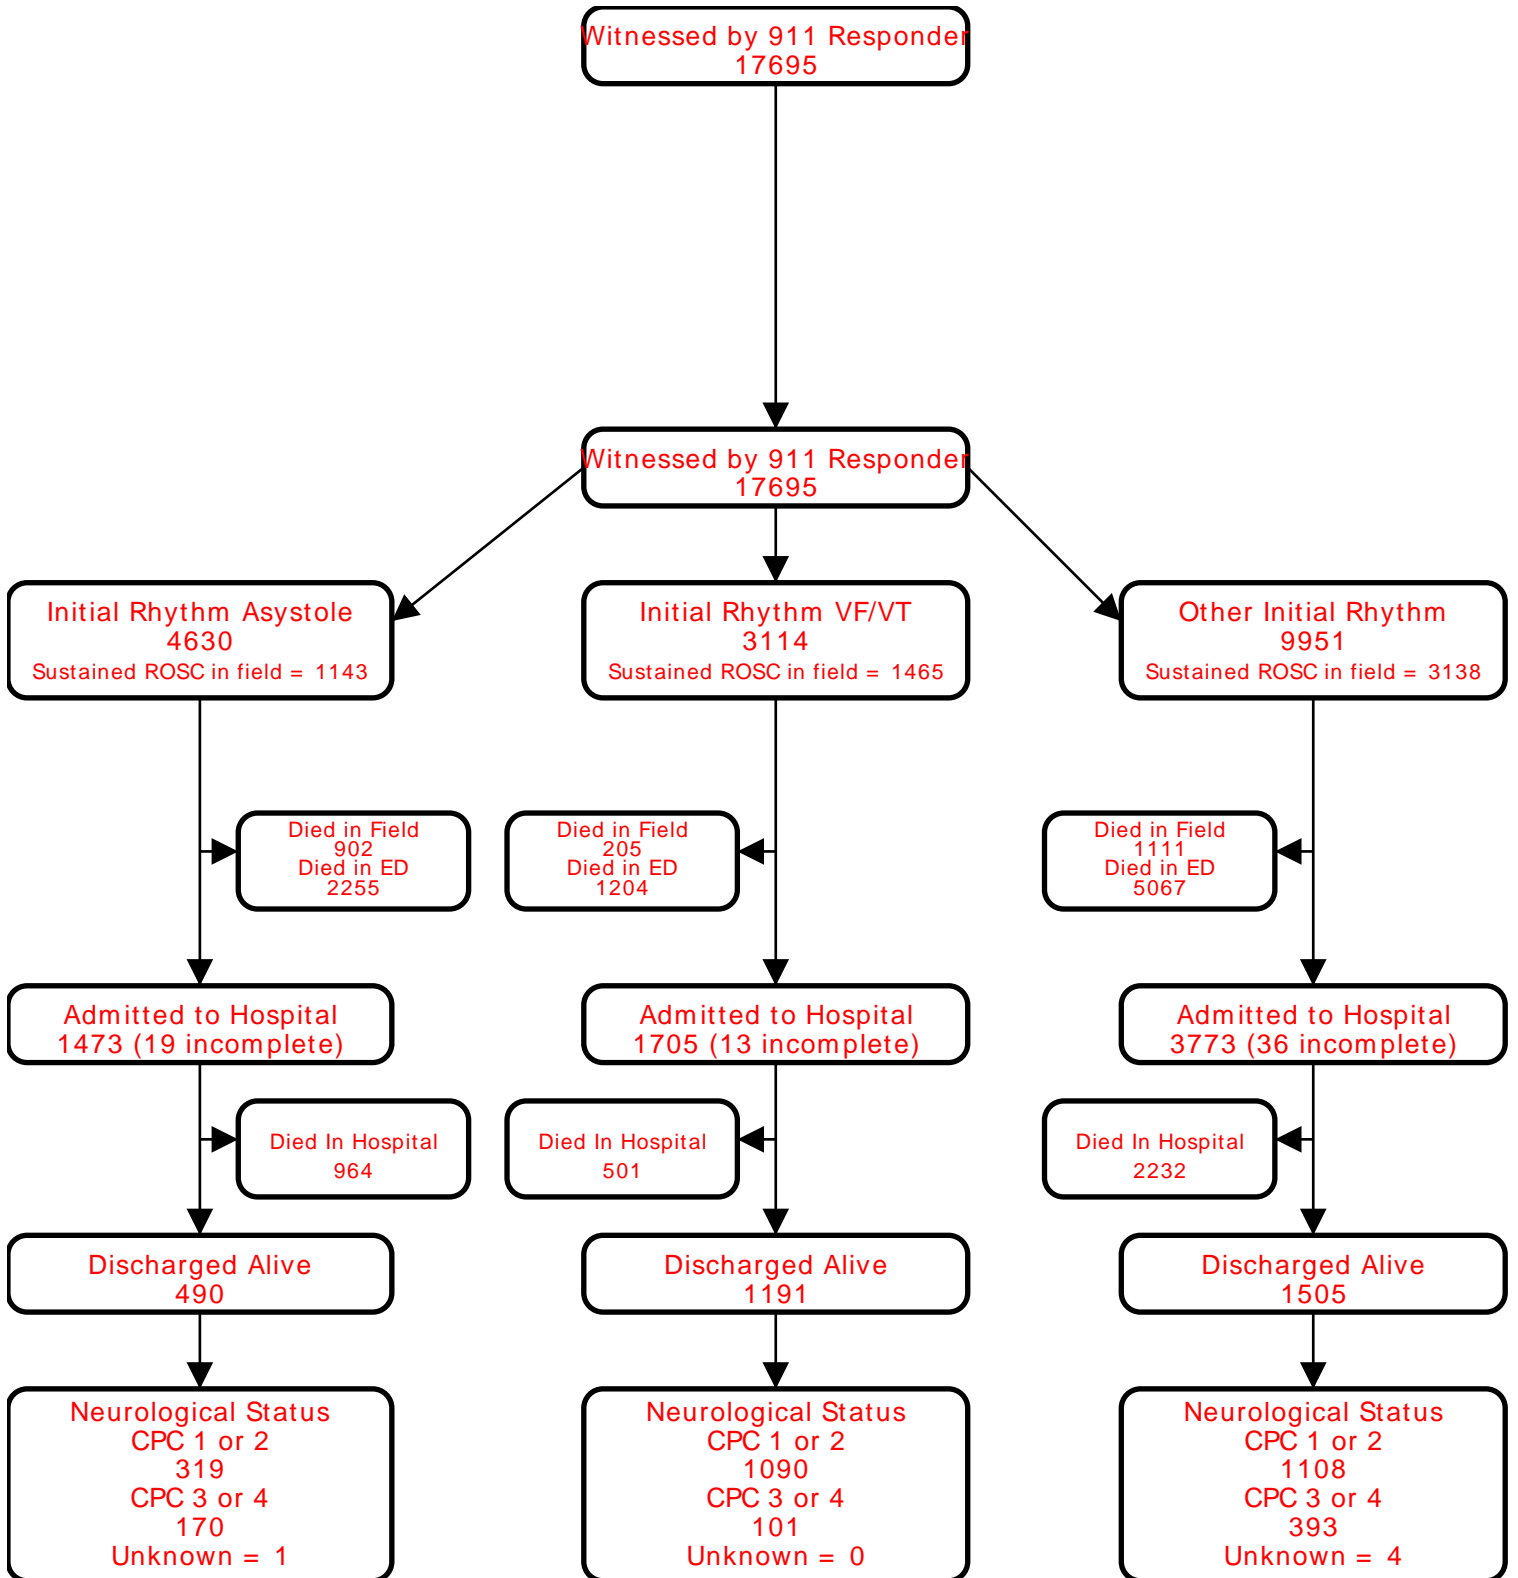 Witnessed by 911 Responder
17695
Witnessed by 911 Responder
17695
Initial Rhythm Asystole
4630
Sustained ROSC in field = 1143
Initial Rhythm VF/VT
3114
Sustained ROSC in field = 1465
Other Initial Rhythm
9951
Sustained ROSC in field = 3138
Died in Field
902
Died in ED
2255
Died in Field
205
Died in ED
1204
Died in Field
1111
Died in ED
5067
Admitted to Hospital
1473 (19 incomplete)
Admitted to Hospital
1705 (13 incomplete)
Admitted to Hospital
3773 (36 incomplete)
Died In Hospital
964
Died In Hospital
501
Died In Hospital
2232
Discharged Alive
490
Discharged Alive
1191
Discharged Alive
1505
Neurological Status
CPC 1 or 2
319
CPC 3 or 4
170
Unknown = 1
Neurological Status
CPC 1 or 2
1090
CPC 3 or 4
101
Unknown = 0
Neurological Status
CPC 1 or 2
1108
CPC 3 or 4
393
Unknown = 4